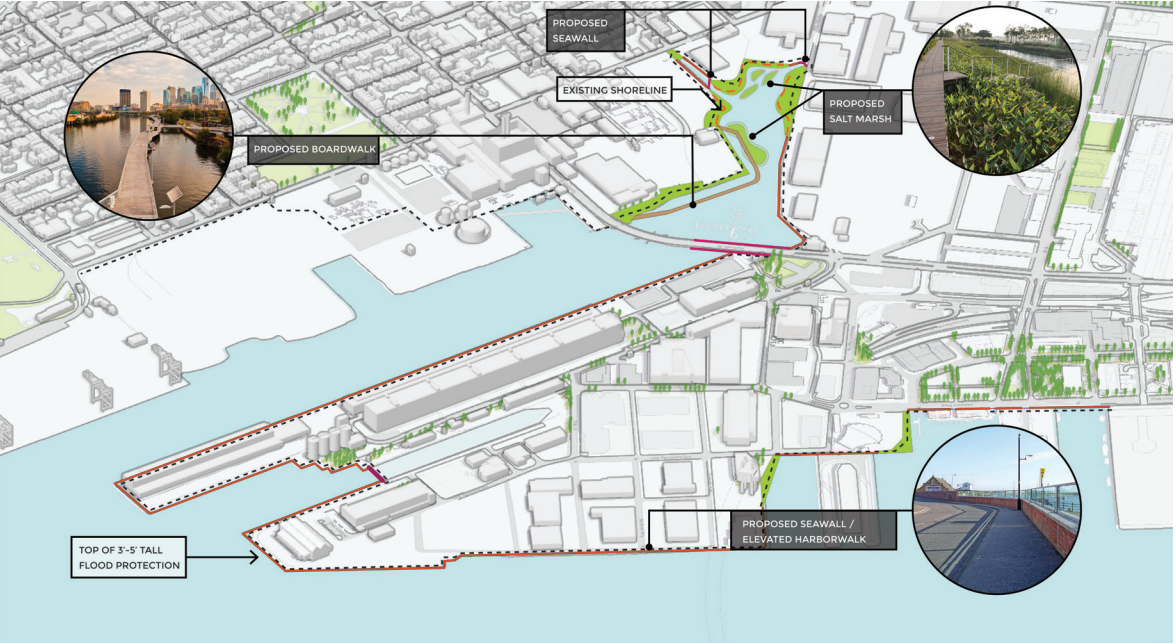 PROPOSED
SEAWALL
EXISTING SHORELINE
PROPOSED
SALT MARSH
PROPOSED BOARDWALK
TOP OF 3'-5' TALL
FLOOD PROTECTION
PROPOSED SEAWALL /
ELEVATED HARBORWALK